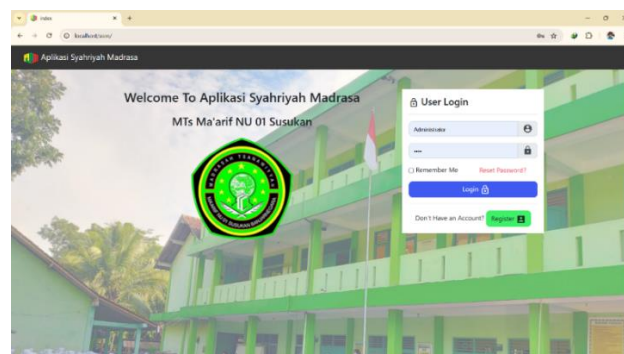 index
localhost/mts/
Aplikasi Syahriyah Madrasa
Welcome To Aplikasi Syahriyah Madrasa
MTs Ma'arif NU 01 Susukan
User Login
Administrator
Remember Me
Reset Password?
Login
Don't Have an Account?
Register